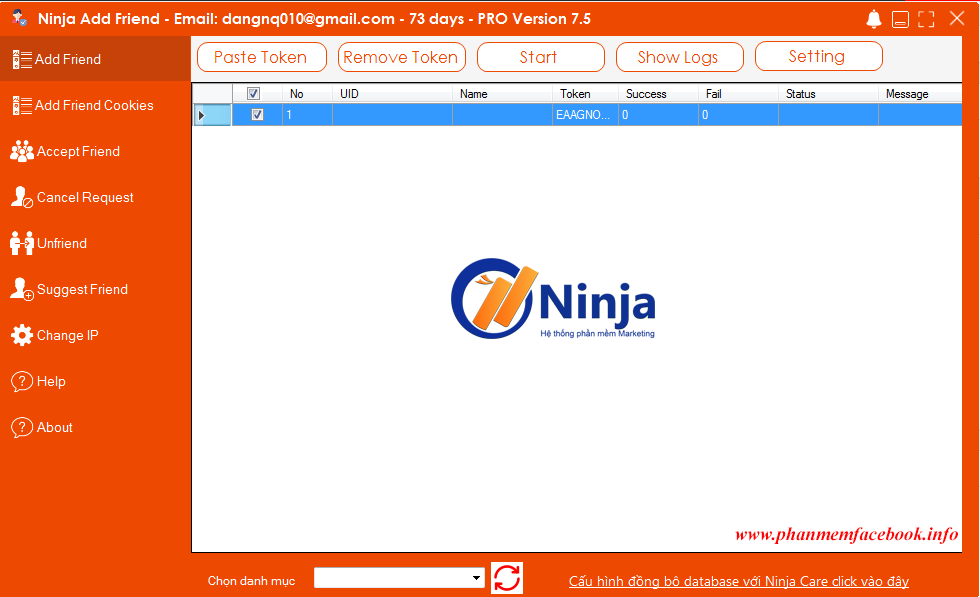 Ninja Add Friend - Email: dangnq010@gmail.com - 73 days - PRO Version 7.5
Add Friend
Add Friend Cookies
Accept Friend
Cancel Request
Unfriend
Suggest Friend
Change IP
? Help
? About
Paste Token Remove Token Start Show Logs Setting
No UID Name Token Success Fail Status Message
1 EAAGNO... 0 0
Ninja
Hệ thống phần mềm Marketing
www.phanmemfacebook.info
Chọn danh mục
Cấu hình đồng bộ database với Ninja Care click vào đây